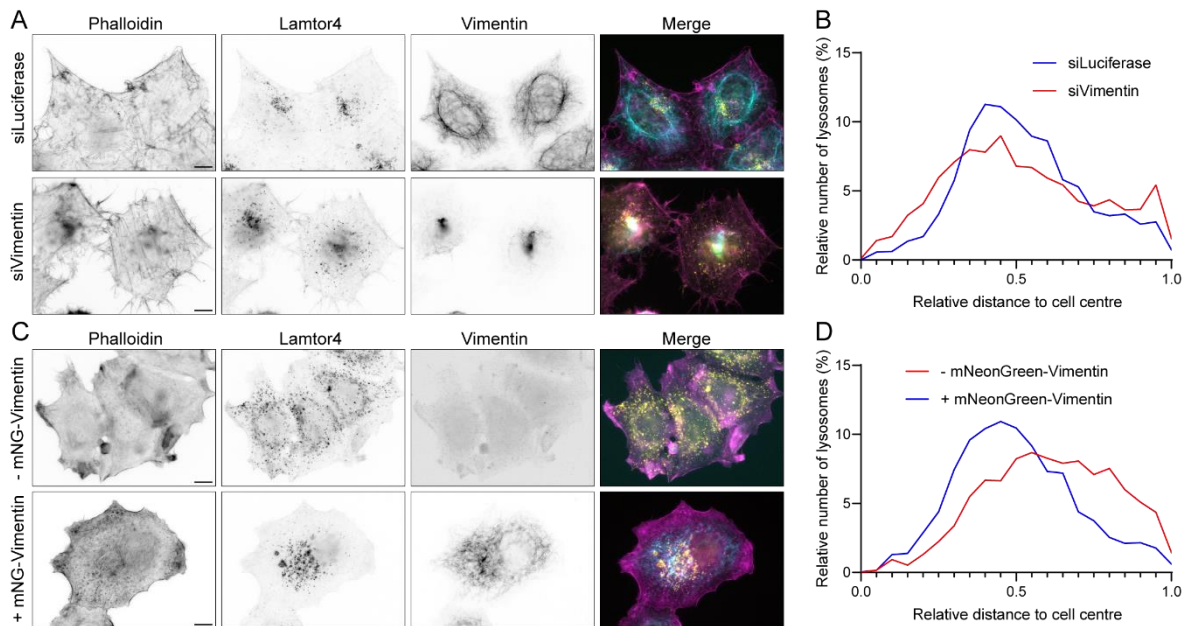 A
Phalloidin
Lamtor4
Vimentin
Merge
siLuciferase
siVimentin
B
Relative number of lysosomes (%)
15
10
5
0
siLuciferase
siVimentin
0.0
0.5
1.0
Relative distance to cell centre
C
Phalloidin
Lamtor4
Vimentin
Merge
- mNG-Vimentin
+ mNG-Vimentin
D
Relative number of lysosomes (%)
15
10
5
0
- mNeonGreen-Vimentin
+ mNeonGreen-Vimentin
0.0
0.5
1.0
Relative distance to cell centre